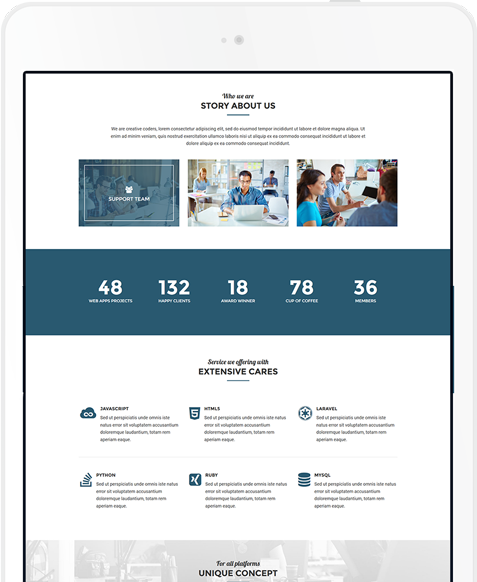 Who we are
STORY ABOUT US
We are creative coders, lorem consectetur adipiscing elit, sed do eiusmod tempor incididunt ut labore et dolore magna aliqua. Ut
enim ad minim veniam, quis nostrud exercitation ullamco laboris nisi ut aliquip ex ea commodo consequat incididunt ut labore et
dolore aliquip ex ea commodo consequat incididunt.
SUPPORT TEAM
48 132 18 78 36
WEB APPS PROJECTS HAPPY CLIENTS AWARD WINNER CUP OF COFFEE MEMBERS
Service we offering with
EXTENSIVE CARES
JAVASCRIPT
Sed ut perspiciatis unde omnis iste
natus error sit voluptatem accusantium
doloremque laudantium, totam rem
aperiam eaque.
HTML5
Sed ut perspiciatis unde omnis iste
natus error sit voluptatem accusantium
doloremque laudantium, totam rem
aperiam eaque.
LARAVEL
Sed ut perspiciatis unde omnis iste
natus error sit voluptatem accusantium
doloremque laudantium, totam rem
aperiam eaque.
PYTHON
Sed ut perspiciatis unde omnis iste
natus error sit voluptatem accusantium
doloremque laudantium, totam rem
aperiam eaque.
RUBY
Sed ut perspiciatis unde omnis iste
natus error sit voluptatem accusantium
doloremque laudantium, totam rem
aperiam eaque.
MYSQL
Sed ut perspiciatis unde omnis iste
natus error sit voluptatem accusantium
doloremque laudantium, totam rem
aperiam eaque.
For all platforms
UNIQUE CONCEPT